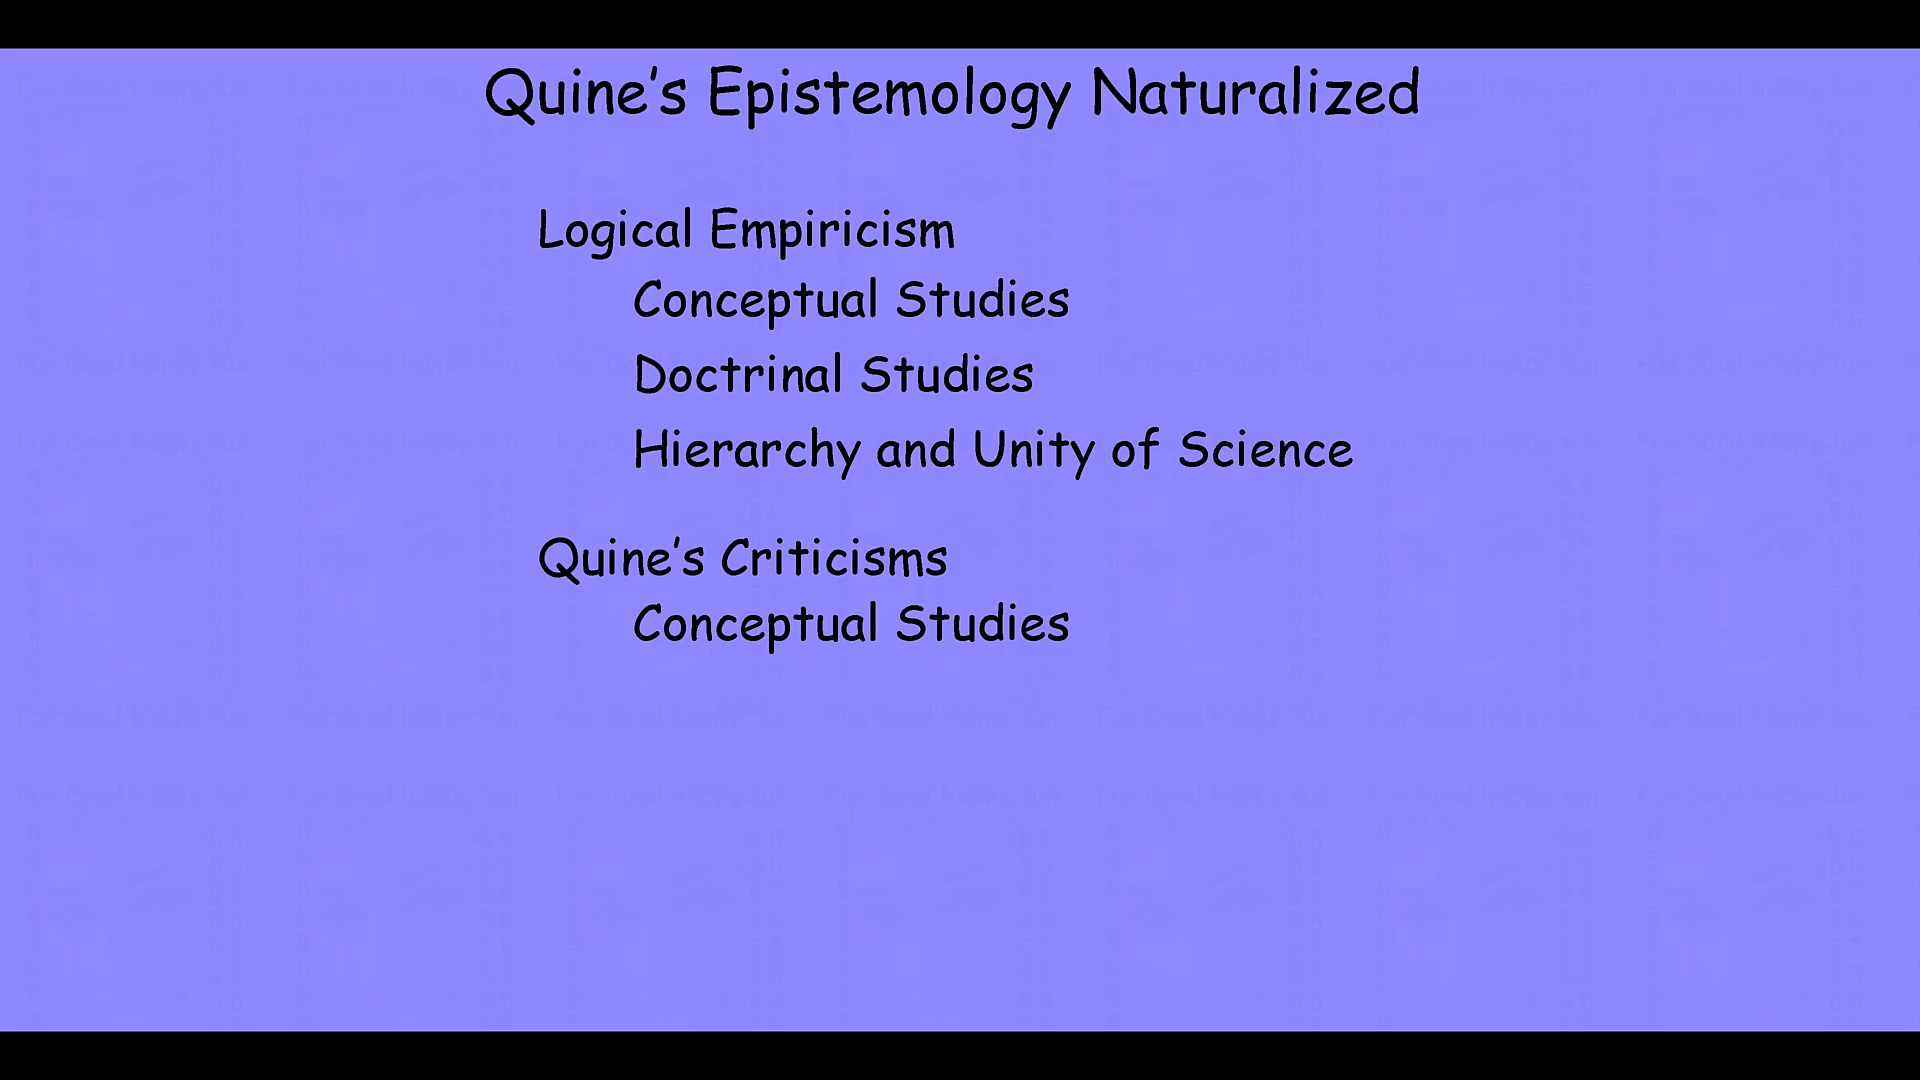 Quine's Epistemology Naturalized
Logical Empiricism
Conceptual Studies
Doctrinal Studies
Hierarchy and Unity of Science
Quine's Criticisms
Conceptual Studies